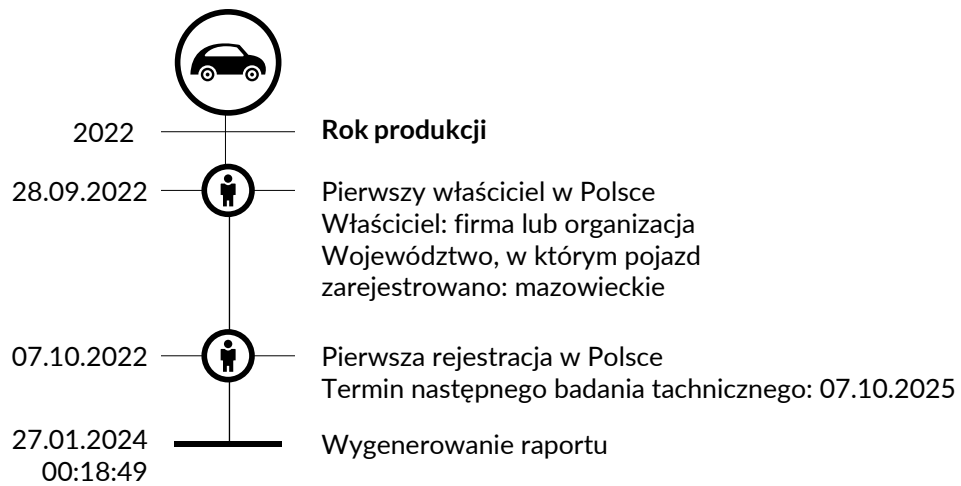 2022 Rok produkcji
28.09.2022 Pierwszy właściciel w Polsce
Właściciel: firma lub organizacja
Województwo, w którym pojazd
zarejestrowano: mazowieckie
07.10.2022 Pierwsza rejestracja w Polsce
Termin następnego badania tachnicznego: 07.10.2025
27.01.2024 Wygenerowanie raportu
00:18:49